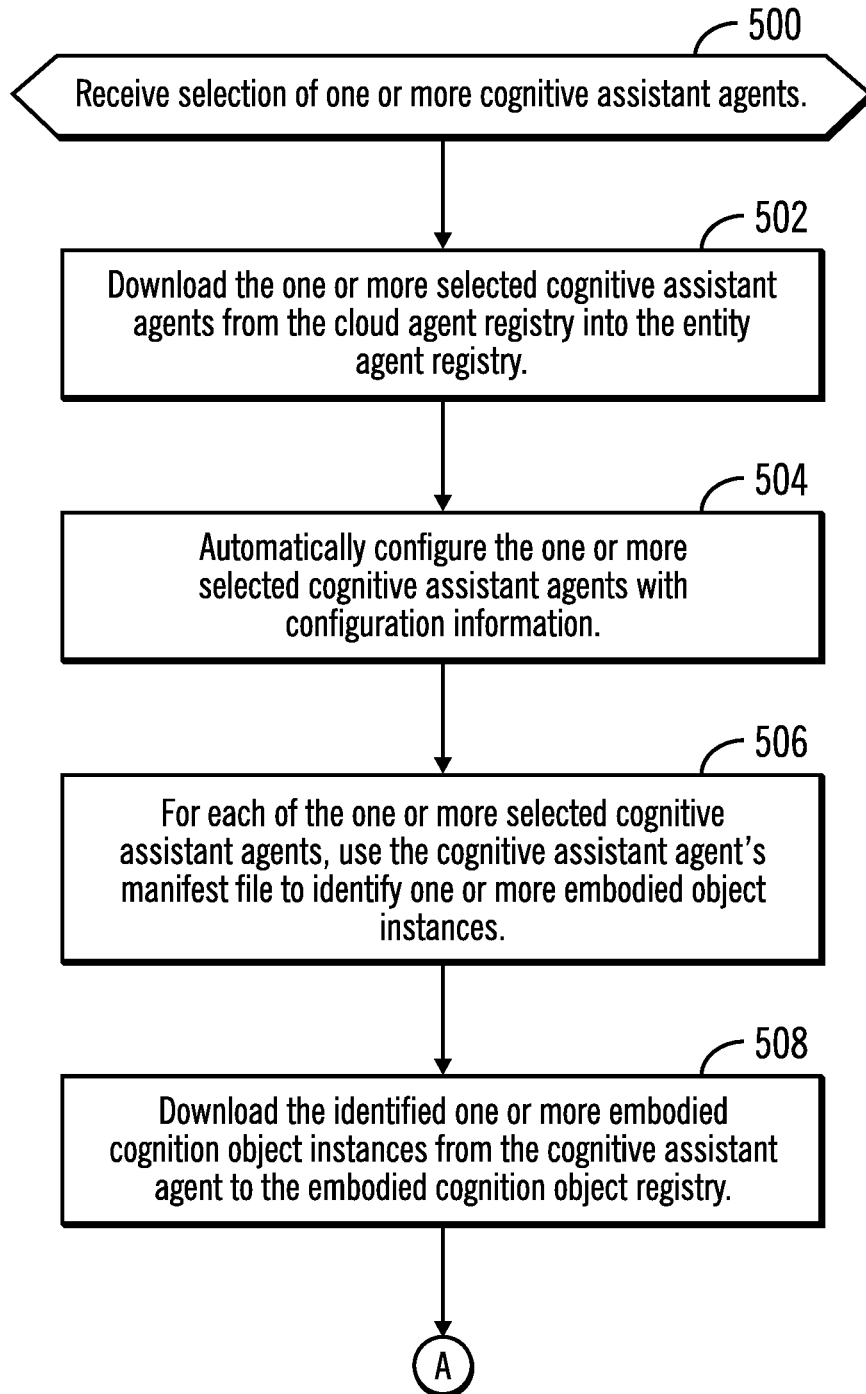 500
Receive selection of one or more cognitive assistant agents.
502
Download the one or more selected cognitive assistant
agents from the cloud agent registry into the entity
agent registry.
504
Automatically configure the one or more
selected cognitive assistant agents with
configuration information.
506
For each of the one or more selected cognitive
assistant agents, use the cognitive assistant agent's
manifest file to identify one or more embodied object
instances.
508
Download the identified one or more embodied
cognition object instances from the cognitive assistant
agent to the embodied cognition object registry.
A